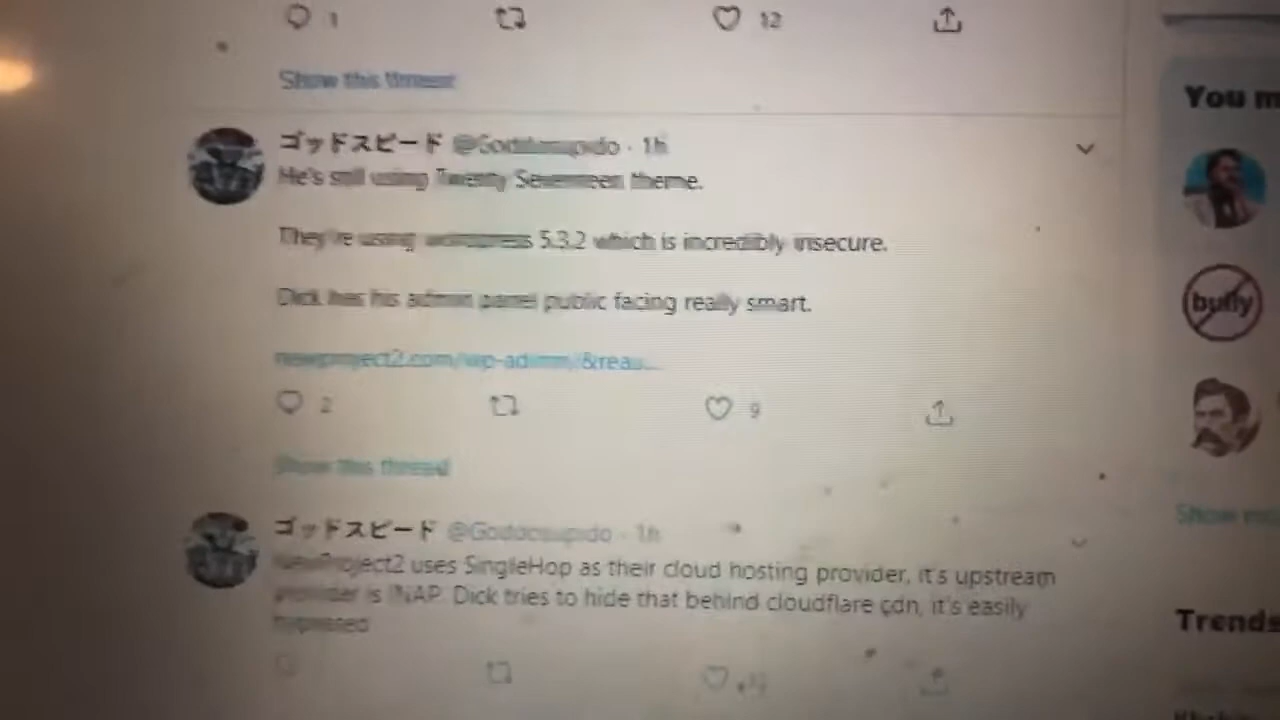 1 12
Show this thread
You m
ゴッドスピード · 1h
He's still using Twenty Seventeen theme.
They're using wordpress 5.3.2 which is incredibly insecure.
bully
Dick has his admin panel public facing really smart.
newproject2.com/wp-admin/&reau...
2 9
Show this thread
Show
ゴッドスピード · 1h
NewProject2 uses SingleHop as their cloud hosting provider, it's upstream
provider is INAP. Dick tries to hide that behind cloudflare cdn, it's easily
bypassed
Trends